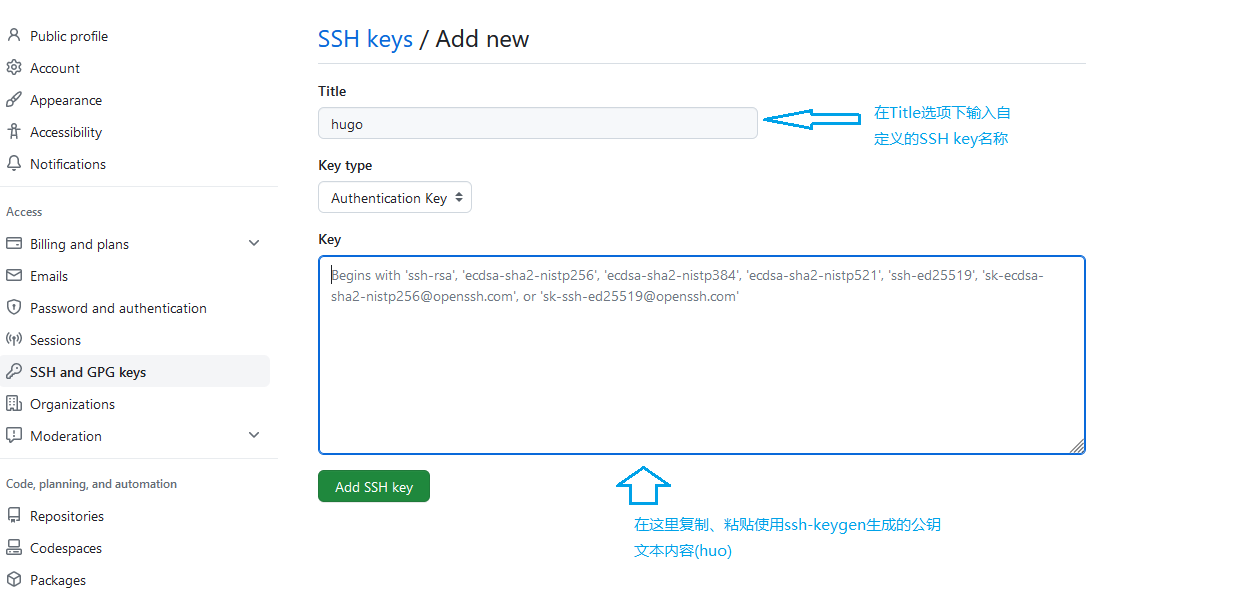 Public profile
Account
Appearance
Accessibility
Notifications
Access
Billing and plans
Emails
Password and authentication
Sessions
SSH and GPG keys
Organizations
Moderation
Code, planning, and automation
Repositories
Codespaces
Packages
SSH keys / Add new
Title
hugo
在Title选项下输入自
定义的SSH key名称
Key type
Authentication Key
Key
Begins with 'ssh-rsa', 'ecdsa-sha2-nistp256', 'ecdsa-sha2-nistp384', 'ecdsa-sha2-nistp521', 'ssh-ed25519', 'sk-ecdsa-
sha2-nistp256@openssh.com', or 'sk-ssh-ed25519@openssh.com'
Add SSH key
在这里复制、粘贴使用ssh-keygen生成的公钥
文本内容(huo)